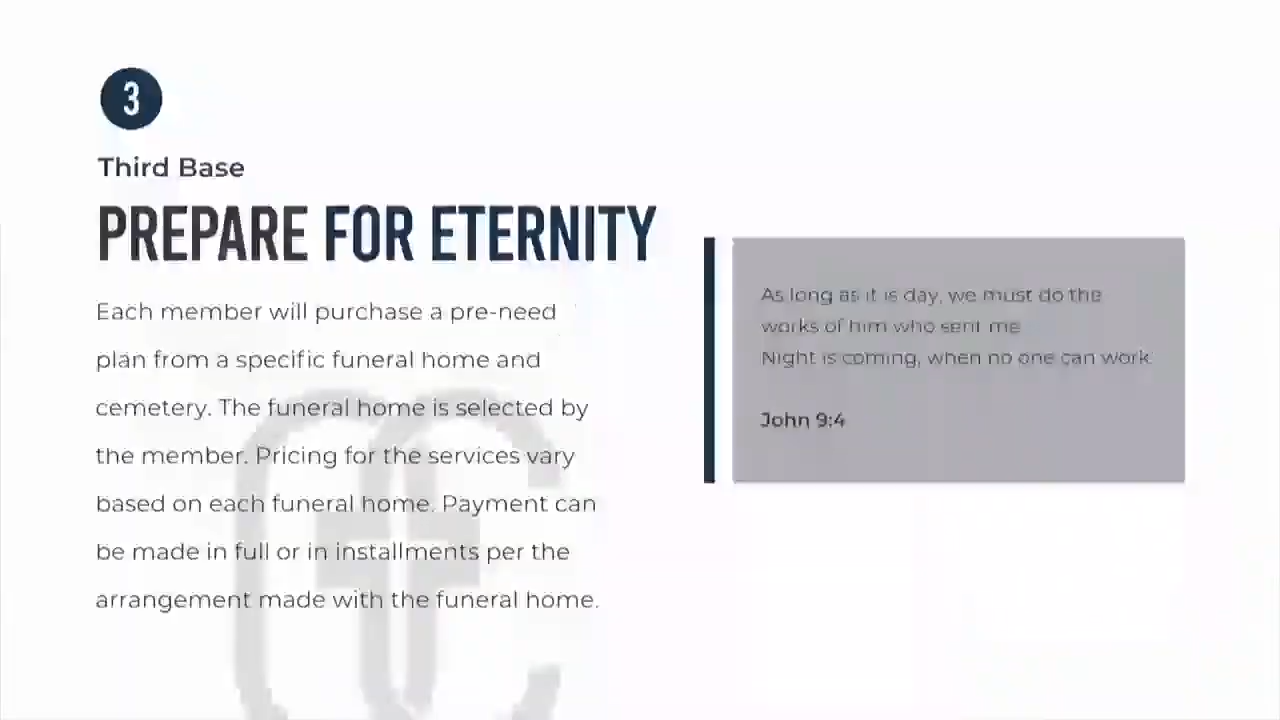 3
Third Base
PREPARE FOR ETERNITY
Each member will purchase a pre-need
plan from a specific funeral home and
cemetery. The funeral home is selected by
the member. Pricing for the services vary
based on each funeral home. Payment can
be made in full or in installments per the
arrangement made with the funeral home.
As long as it is day, we must do the
works of him who sent me
Night is coming, when no one can work
John 9:4